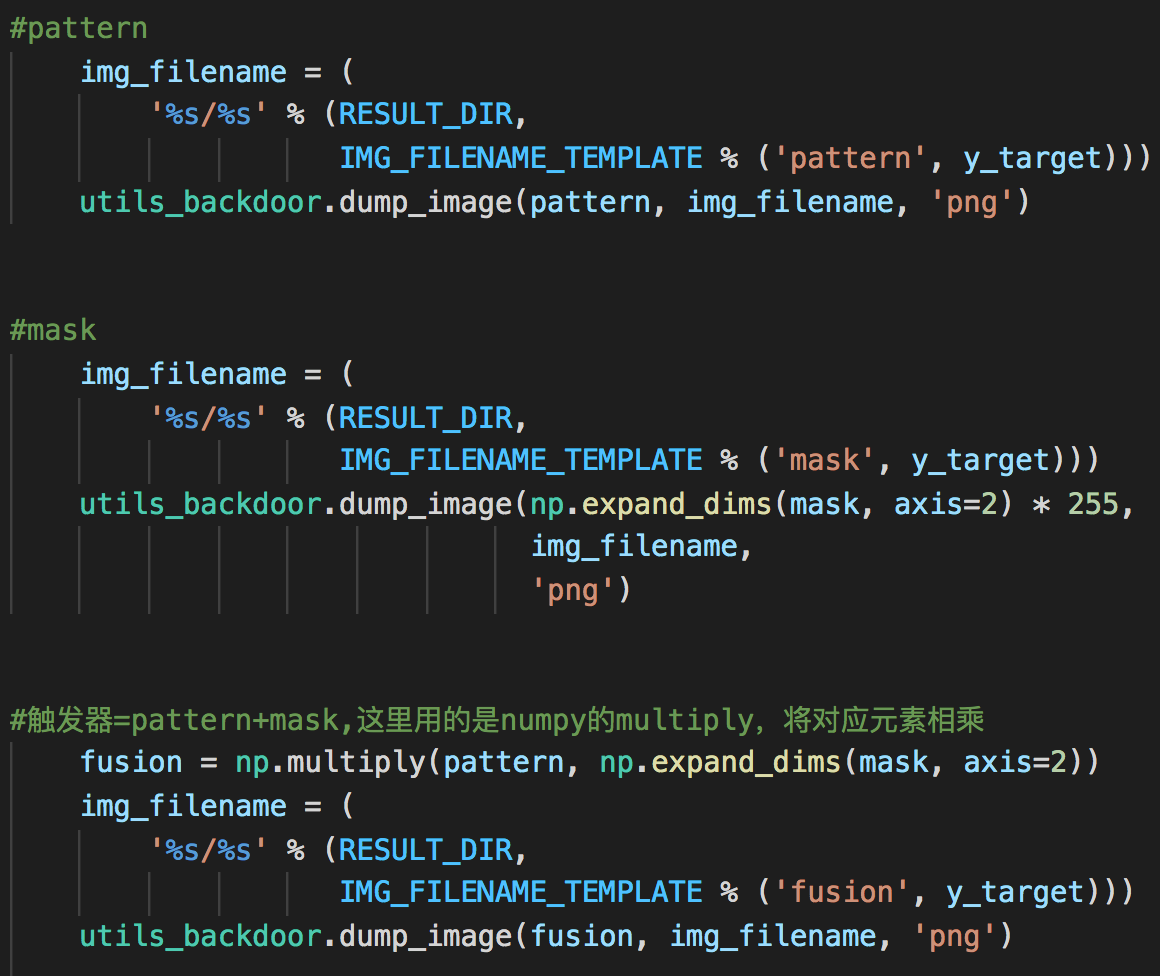 #pattern
img_filename = (
'%s/%s' % (RESULT_DIR,
IMG_FILENAME_TEMPLATE % ('pattern', y_target)))
utils_backdoor.dump_image(pattern, img_filename, 'png')
#mask
img_filename = (
'%s/%s' % (RESULT_DIR,
IMG_FILENAME_TEMPLATE % ('mask', y_target)))
utils_backdoor.dump_image(np.expand_dims(mask, axis=2) * 255,
img_filename,
'png')
#触发器=pattern+mask,这里用的是numpy的multiply，将对应元素相乘
fusion = np.multiply(pattern, np.expand_dims(mask, axis=2))
img_filename = (
'%s/%s' % (RESULT_DIR,
IMG_FILENAME_TEMPLATE % ('fusion', y_target)))
utils_backdoor.dump_image(fusion, img_filename, 'png')